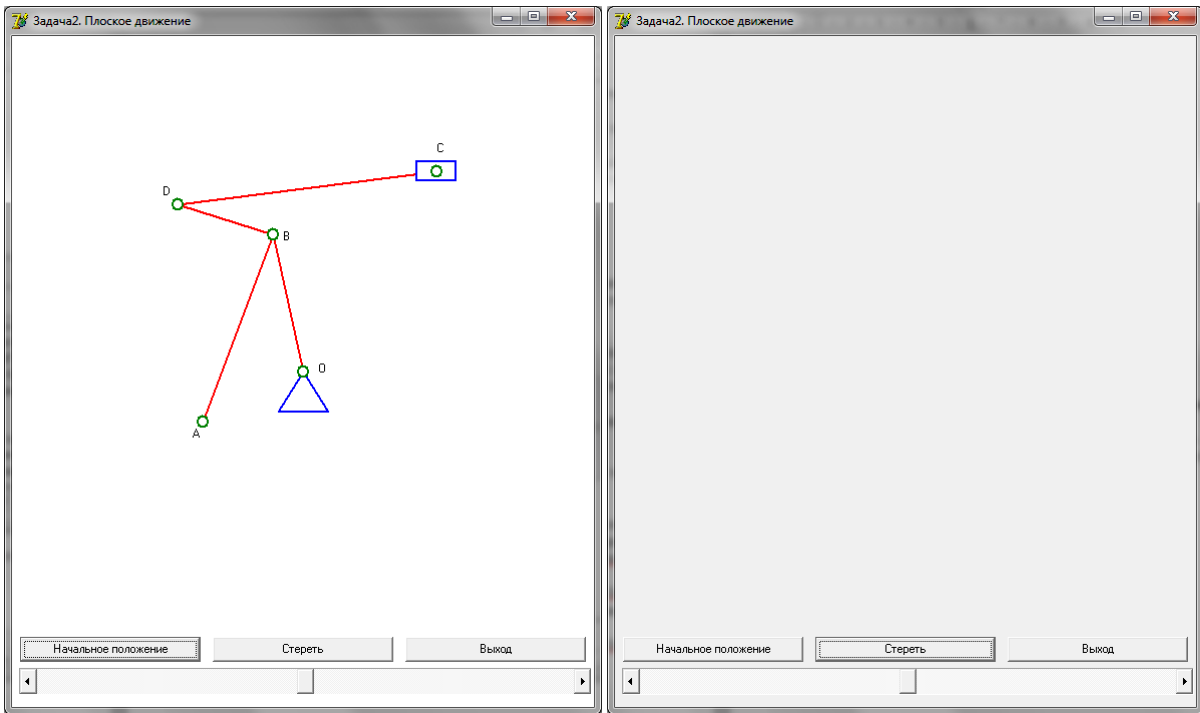 Задача2. Плоское движение
C
D
B
O
A
Начальное положение Стереть Выход
Задача2. Плоское движение
Начальное положение Стереть Выход